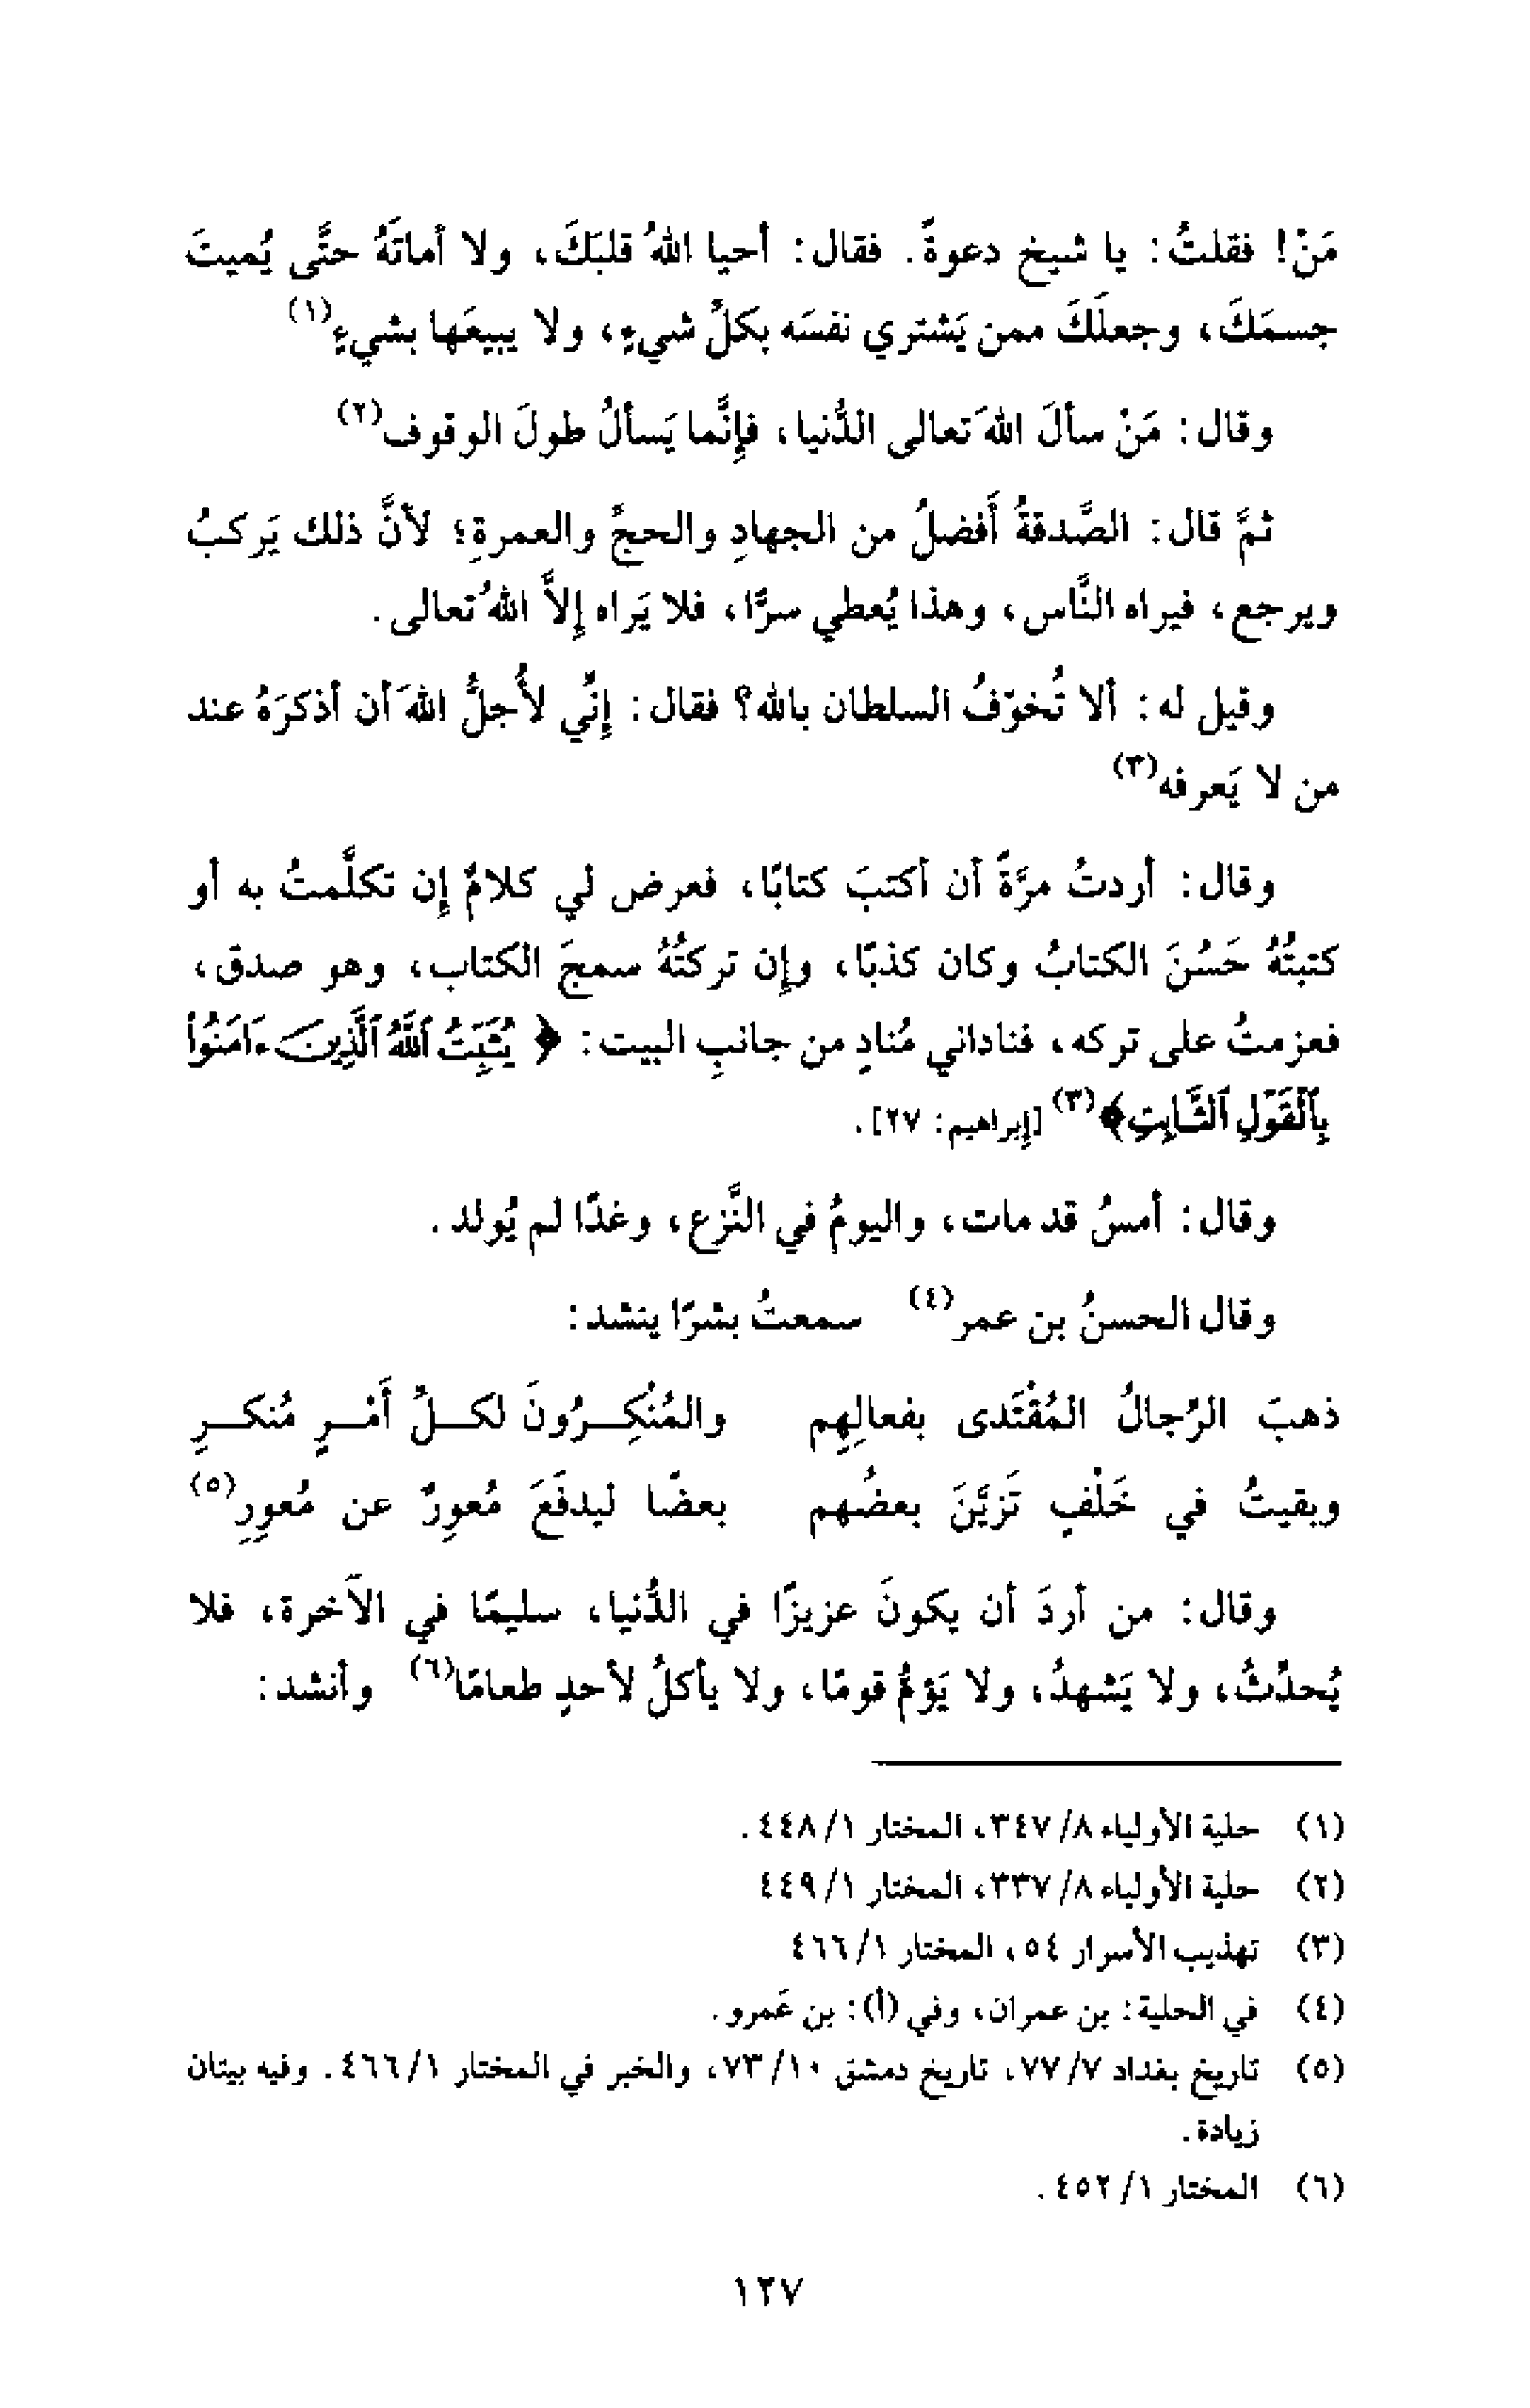 مَنْ! فقلتُ: يا شيخ دعوةً. فقال: أحيا اللهُ قلبَكَ، ولا أماتَهُ حتَّى يُميتَ
جسمَكَ، وجعلَكَ ممن يَشتري نفسَه بكلِّ شيءٍ، ولا يبيعَها بشيءٍ(١)
وقال: مَنْ سألَ اللهَ تعالى الدُّنيا، فإنَّما يَسألُ طولَ الوقوف(٢)
ثمَّ قال: الصَّدقةُ أَفضلُ من الجهادِ والحجِّ والعمرةِ؛ لأنَّ ذلك يَركبُ
ويرجع، فيراه النَّاس، وهذا يُعطي سرًّا، فلا يَراه إلاَّ اللهُ تعالى.
وقيل له: ألا تُخوِّفُ السلطان بالله؟ فقال: إنِّي لأُجلُّ اللهَ أن أذكرَهُ عند
من لا يَعرفه(٣)
وقال: أردتُ مرَّةً أن أكتبَ كتابًا، فعرض لي كلامٌ إن تكلَّمتُ به أو
كتبتُهُ حَسُنَ الكتابُ وكان كذبًا، وإن تركتُهُ سمجَ الكتاب، وهو صدق،
فعزمتُ على تركه، فناداني مُنادٍ من جانبِ البيت: ﴿ يُثَبِّتُ ٱللَّهُ ٱلَّذِينَ ءَامَنُوا۟
بِٱلْقَوْلِ ٱلثَّابِتِ﴾(٣) [إبراهيم: ٢٧].
وقال: أمسُ قد مات، واليومُ في النَّزع، وغدًا لم يُولد.
وقال الحسنُ بن عمر(٤) سمعتُ بشرًا ينشد:
ذهبَ الرِّجالُ المُقْتَدى بفعالِهِم والمُنْكِـرُونَ لكـلِّ أَمْـرٍ مُنكـرِ
وبقيتُ في خَلْفٍ تَزيَّنَ بعضُهم بعضًا ليدفَعَ مُعورٌ عن مُعورِ(٥)
وقال: من أردَ أن يكونَ عزيزًا في الدُّنيا، سليمًا في الآخرة، فلا
يُحدِّثُ، ولا يَشهدُ، ولا يَؤمُّ قومًا، ولا يأكلُ لأحدٍ طعامًا(٦) وأنشد:
(١) حلية الأولياء ٨/ ٣٤٧، المختار ١/ ٤٤٨.
(٢) حلية الأولياء ٨/ ٣٣٧، المختار ١/ ٤٤٩
(٣) تهذيب الأسرار ٥٤، المختار ١/ ٤٦٦
(٤) في الحلية: بن عمران، وفي (أ): بن عَمرو.
(٥) تاريخ بغداد ٧/ ٧٧، تاريخ دمشق ١٠/ ٧٣، والخبر في المختار ١/ ٤٦٦. وفيه بيتان
زيادة.
(٦) المختار ١/ ٤٥٢.
١٢٧